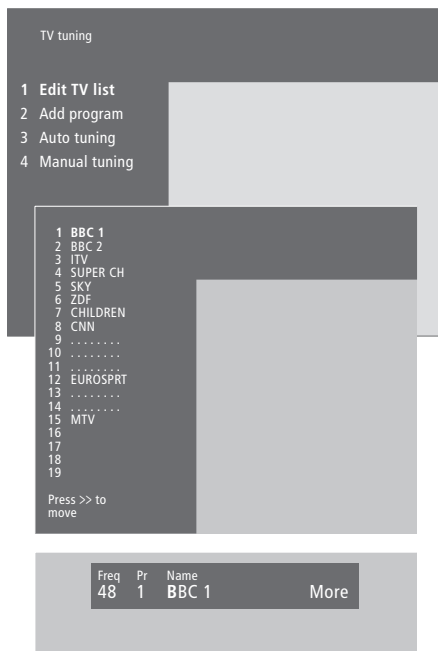 TV tuning
1 Edit TV list
2 Add program
3 Auto tuning
4 Manual tuning
1 BBC 1
2 BBC 2
3 ITV
4 SUPER CH
5 SKY
6 ZDF
7 CHILDREN
8 CNN
9 ........
10 ........
11 ........
12 EUROSPRT
13 ........
14 ........
15 MTV
16
17
18
19
Press >> to
move
Freq Pr Name
48 1 BBC 1 More